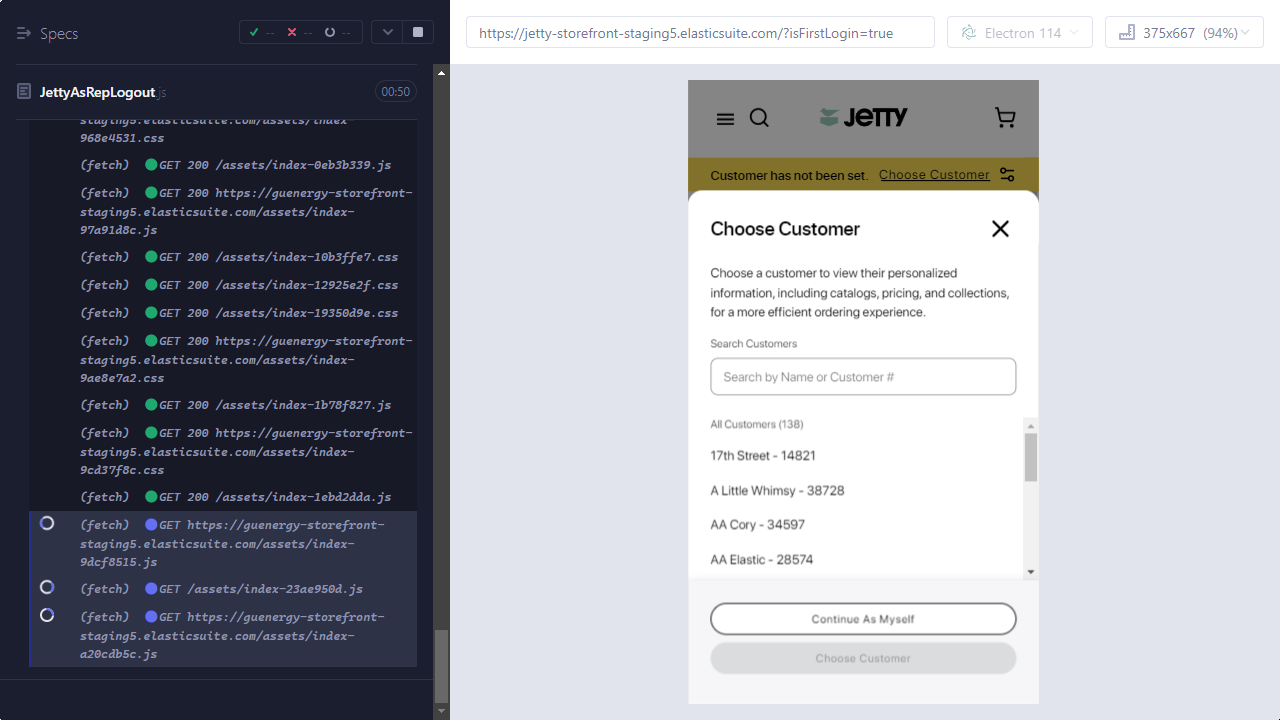 Specs
-- -- --
JettyAsRepLogout.js
00:50
staging5.elasticsuite.com/assets/index-
968e4531.css
(fetch) GET 200 /assets/index-0eb3b339.js
(fetch) GET 200 https://guenergy-storefront-
staging5.elasticsuite.com/assets/index-
97a91d8c.js
(fetch) GET 200 /assets/index-10b3ffe7.css
(fetch) GET 200 /assets/index-12925e2f.css
(fetch) GET 200 /assets/index-19350d9e.css
(fetch) GET 200 https://guenergy-storefront-
staging5.elasticsuite.com/assets/index-
9ae8e7a2.css
(fetch) GET 200 /assets/index-1b78f827.js
(fetch) GET 200 https://guenergy-storefront-
staging5.elasticsuite.com/assets/index-
9cd37f8c.css
(fetch) GET 200 /assets/index-1ebd2dda.js
(fetch) GET https://guenergy-storefront-
staging5.elasticsuite.com/assets/index-
9dcf8515.js
(fetch) GET /assets/index-23ae950d.js
(fetch) GET https://guenergy-storefront-
staging5.elasticsuite.com/assets/index-
a20cdb5c.js
https://jetty-storefront-staging5.elasticsuite.com/?isFirstLogin=true
Electron 114
375x667 (94%)
JETTY
Customer has not been set. Choose Customer
Choose Customer
Choose a customer to view their personalized
information, including catalogs, pricing, and collections,
for a more efficient ordering experience.
Search Customers
Search by Name or Customer #
All Customers (138)
17th Street - 14821
A Little Whimsy - 38728
AA Cory - 34597
AA Elastic - 28574
Continue As Myself
Choose Customer